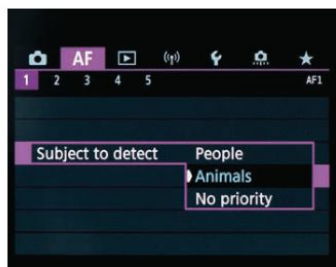 AF
1 2 3 4 5 AF1
Subject to detect People
Animals
No priority